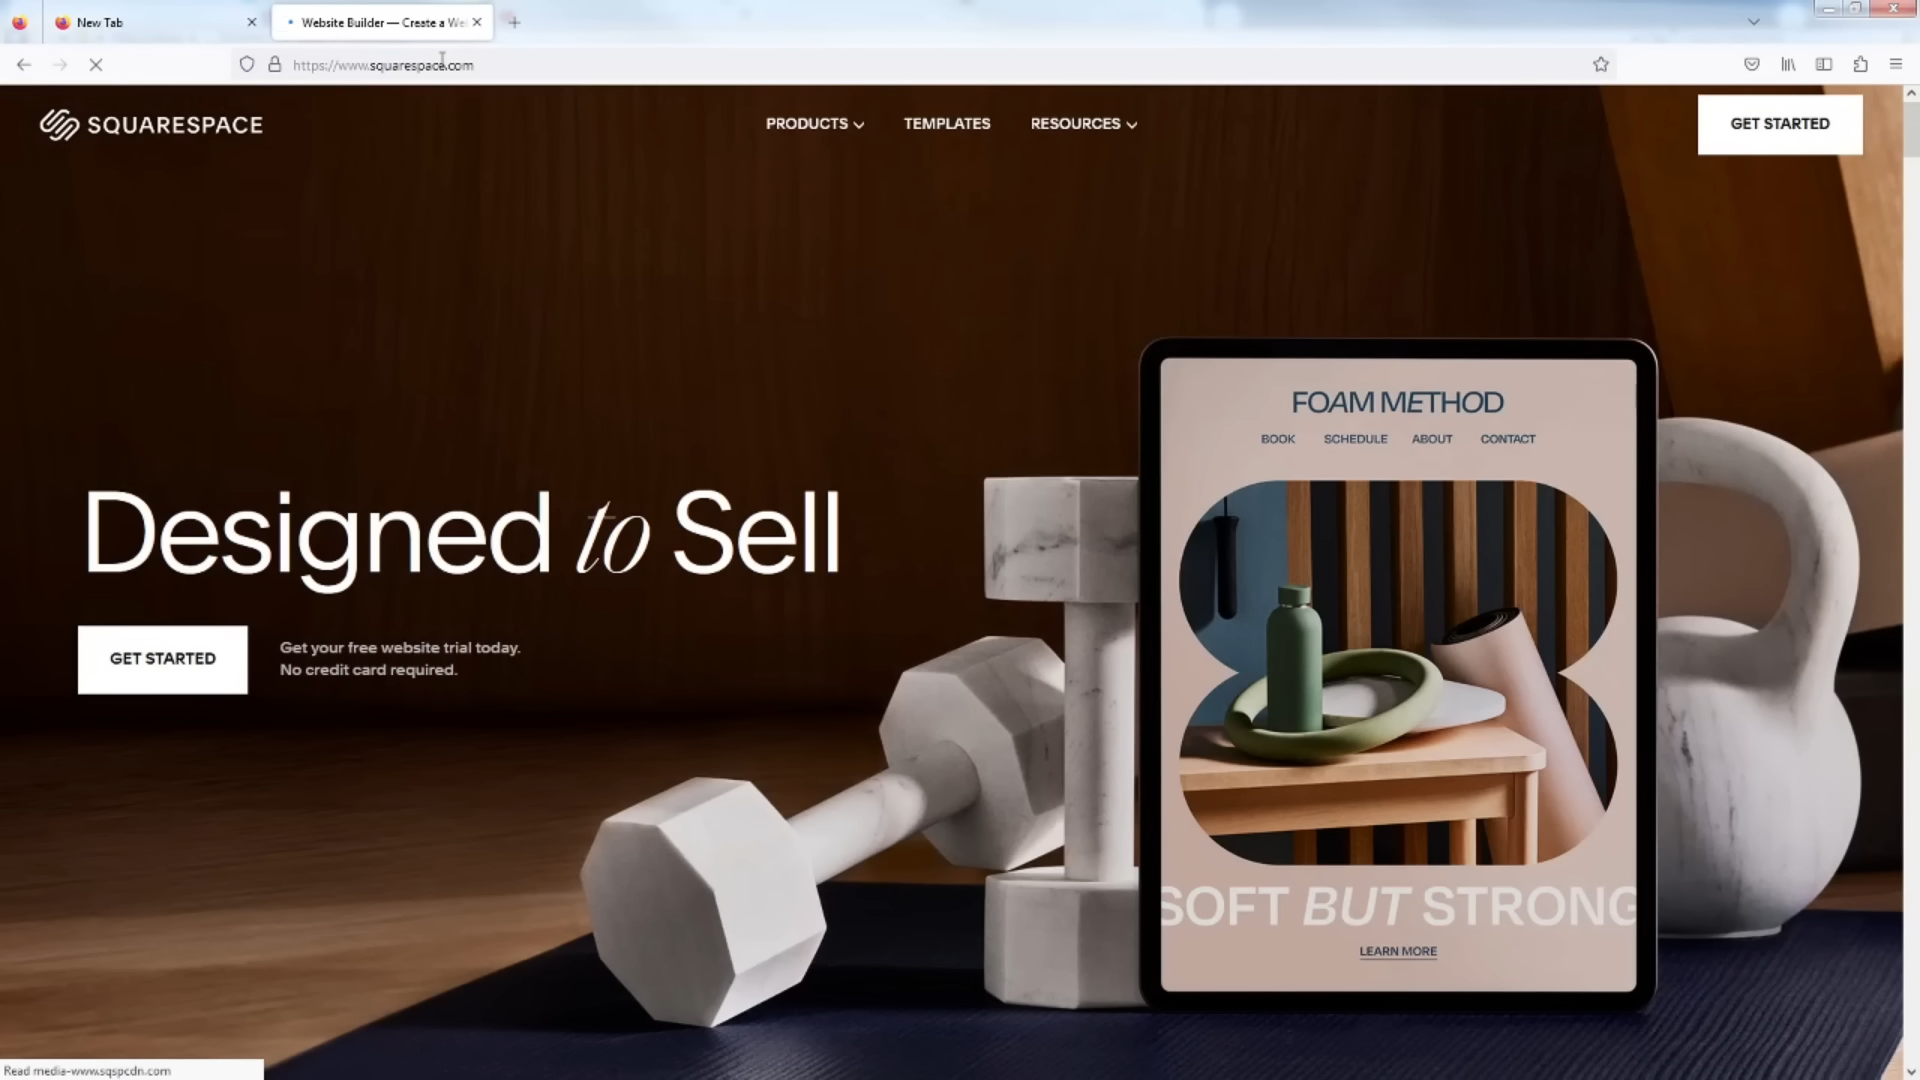 New Tab
Website Builder — Create a We
https://www.squarespace.com
SQUARESPACE
PRODUCTS
TEMPLATES
RESOURCES
GET STARTED
FOAM METHOD
BOOK
SCHEDULE
ABOUT
CONTACT
Designed to Sell
GET STARTED
Get your free website trial today.
No credit card required.
SOFT BUT STRONG
LEARN MORE
Read media-www.sqspcdn.com